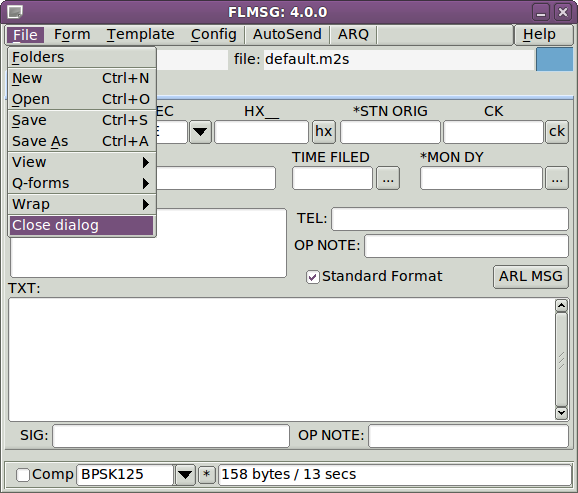 FLMSG: 4.0.0
File Form Template Config AutoSend ARQ Help
Folders
file: default.m2s
New Ctrl+N
Open Ctrl+O
EC HX__ *STN ORIG CK
Save Ctrl+S
E hx ck
Save As Ctrl+A
View TIME FILED *MON DY
Q-forms ... ...
Wrap
Close dialog TEL:
OP NOTE:
Standard Format ARL MSG
TXT:
SIG: OP NOTE:
Comp BPSK125 * 158 bytes / 13 secs